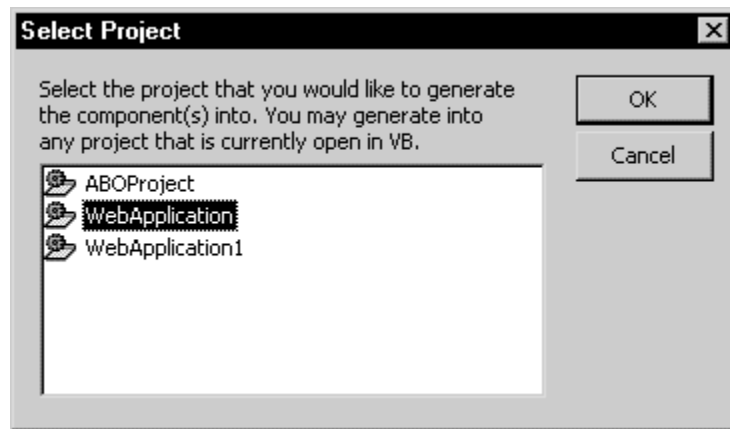 Select Project
Select the project that you would like to generate
the component(s) into. You may generate into
any project that is currently open in VB.
OK
Cancel
ABOProject
WebApplication
WebApplication1